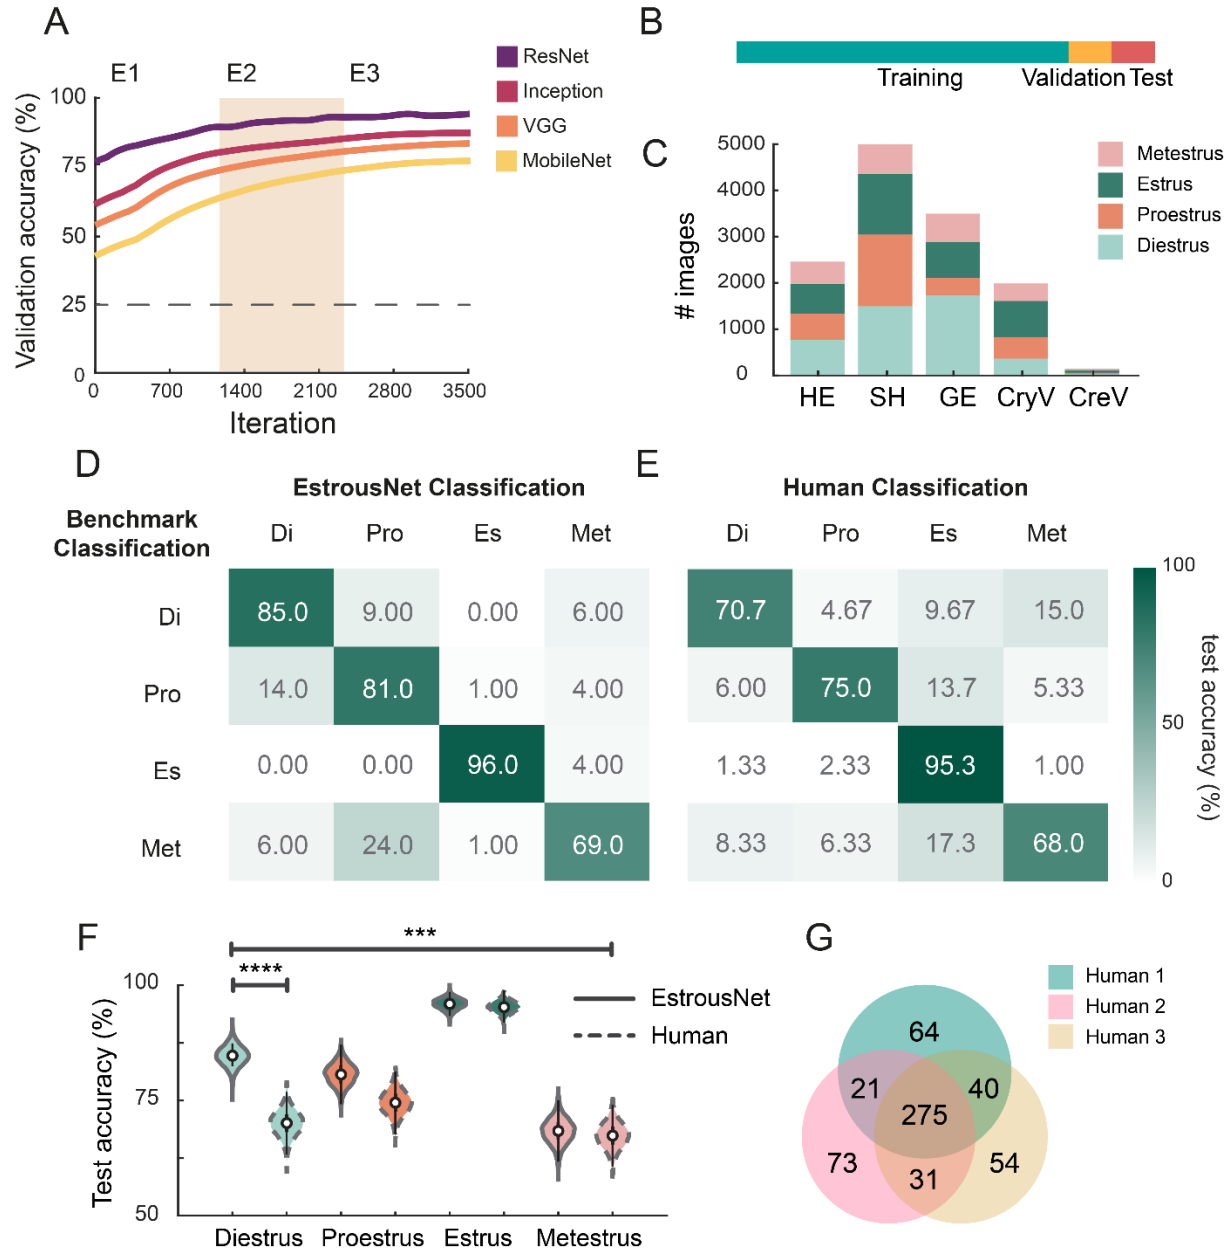 A
E1 E2 E3
ResNet
Inception
VGG
MobileNet
Validation accuracy (%)
100
75
50
25
0
0 700 1400 2100 2800 3500
Iteration
B
Training Validation Test
C
# images
5000
4000
3000
2000
1000
0
HE SH GE CryV CreV
Metestrus
Estrus
Proestrus
Diestrus
D
EstrousNet Classification
Benchmark
Classification
Di Pro Es Met
Di 85.0 9.00 0.00 6.00
Pro 14.0 81.0 1.00 4.00
Es 0.00 0.00 96.0 4.00
Met 6.00 24.0 1.00 69.0
E
Human Classification
Di Pro Es Met
70.7 4.67 9.67 15.0
6.00 75.0 13.7 5.33
1.33 2.33 95.3 1.00
8.33 6.33 17.3 68.0
100
50
0
test accuracy (%)
F
***
****
Test accuracy (%)
100
75
50
EstrousNet
Human
Diestrus Proestrus Estrus Metestrus
G
Human 1
Human 2
Human 3
64
21 40
275
73 31 54